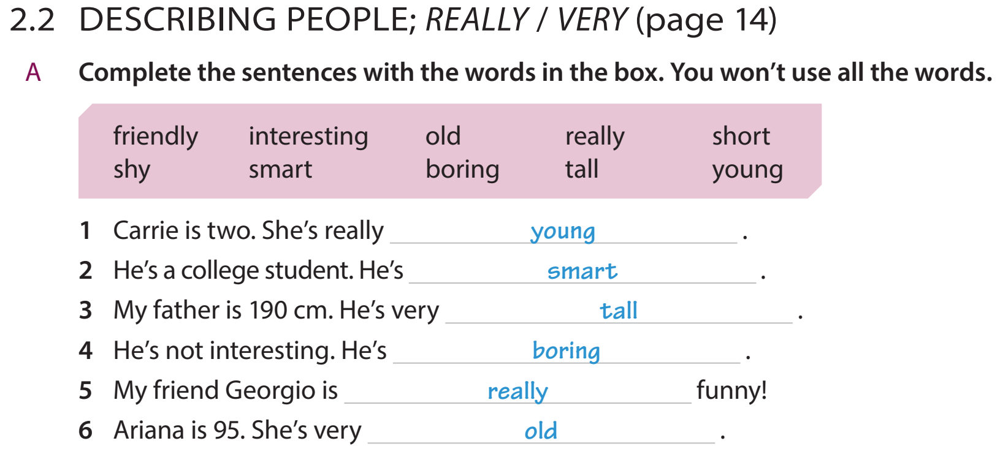 2.2 DESCRIBING PEOPLE; REALLY / VERY (page 14)
A Complete the sentences with the words in the box. You won’t use all the words.
friendly interesting old really short
shy smart boring tall young
1 Carrie is two. She’s really young .
2 He’s a college student. He’s smart .
3 My father is 190 cm. He’s very tall .
4 He’s not interesting. He’s boring .
5 My friend Georgio is really funny!
6 Ariana is 95. She’s very old .